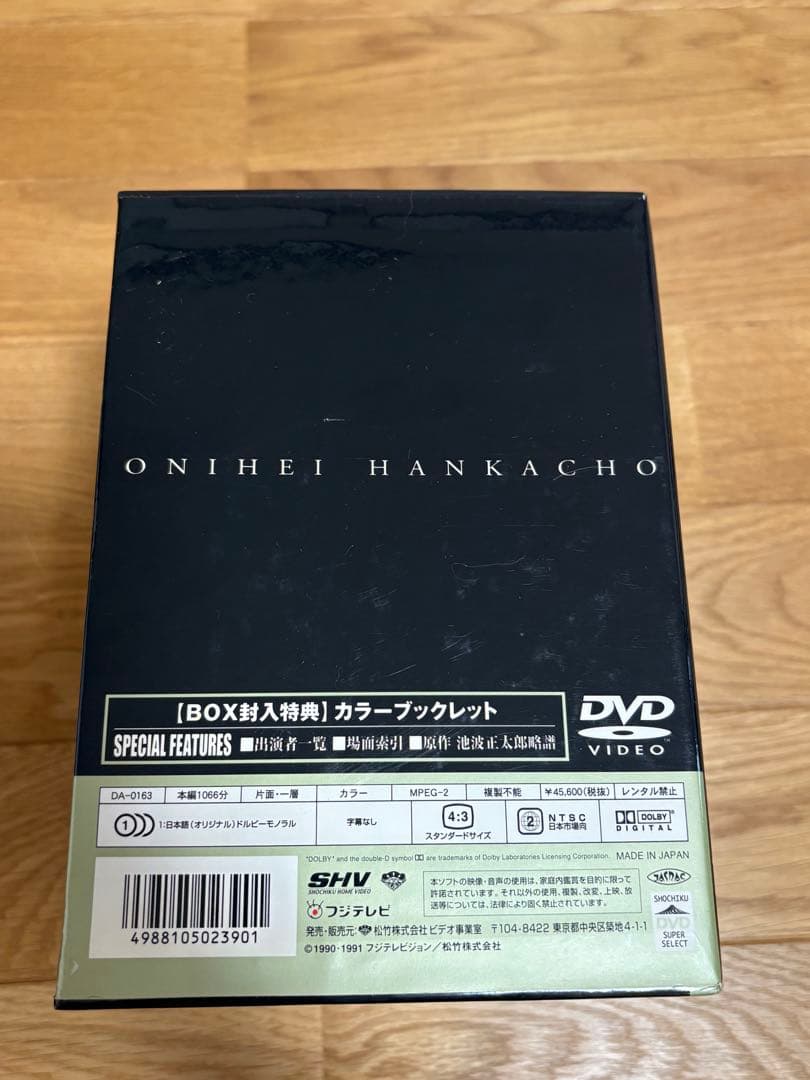 ONIHEI HANKACHO
【BOX封入特典】カラーブックレット
SPECIAL FEATURES ■出演者一覧 ■場面索引 ■原作 池波正太郎略譜
DVD
VIDEO
DA-0163 本編1066分 片面・一層 カラー MPEG-2 複製不能 ¥45,600(税抜) レンタル禁止
1 1:日本語(オリジナル)ドルビーモノラル 字幕なし 4:3 スタンダードサイズ 2 NTSC 日本市場向 DOLBY DIGITAL
"DOLBY" and the double-D symbol are trademarks of Dolby Laboratories Licensing Corporation. MADE IN JAPAN
SHV
SHOCHIKU HOME VIDEO
フジテレビ
本ソフトの映像・音声の使用は、家庭内鑑賞を目的に限って
許諾されています。それ以外の使用、複製、改変、上映、放
送等については、法律により固く禁止されています。
JASRAC
SHOCHIKU
DVD
SUPER
SELECT
4988105023901
発売・販売元: 松竹株式会社 ビデオ事業室 〒104-8422 東京都中央区築地4-1-1
©1990・1991 フジテレビジョン/松竹株式会社